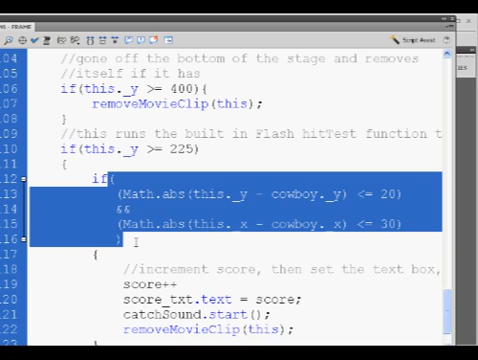 Script Assist
104 //gone off the bottom of the stage and removes
105 //itself if it has
106 if(this._y >= 400){
107 removeMovieClip(this);
108 }
109 //this runs the built in Flash hitTest function t
110 if(this._y >= 225)
111 {
112 if(
113 (Math.abs(this._y - cowboy._y) <= 20)
114 &&
115 (Math.abs(this._x - cowboy._x) <= 30)
116 )
117 {
118 //increment score, then set the text box,
119 score++
120 score_txt.text = score;
121 catchSound.start();
122 removeMovieClip(this);
123 }